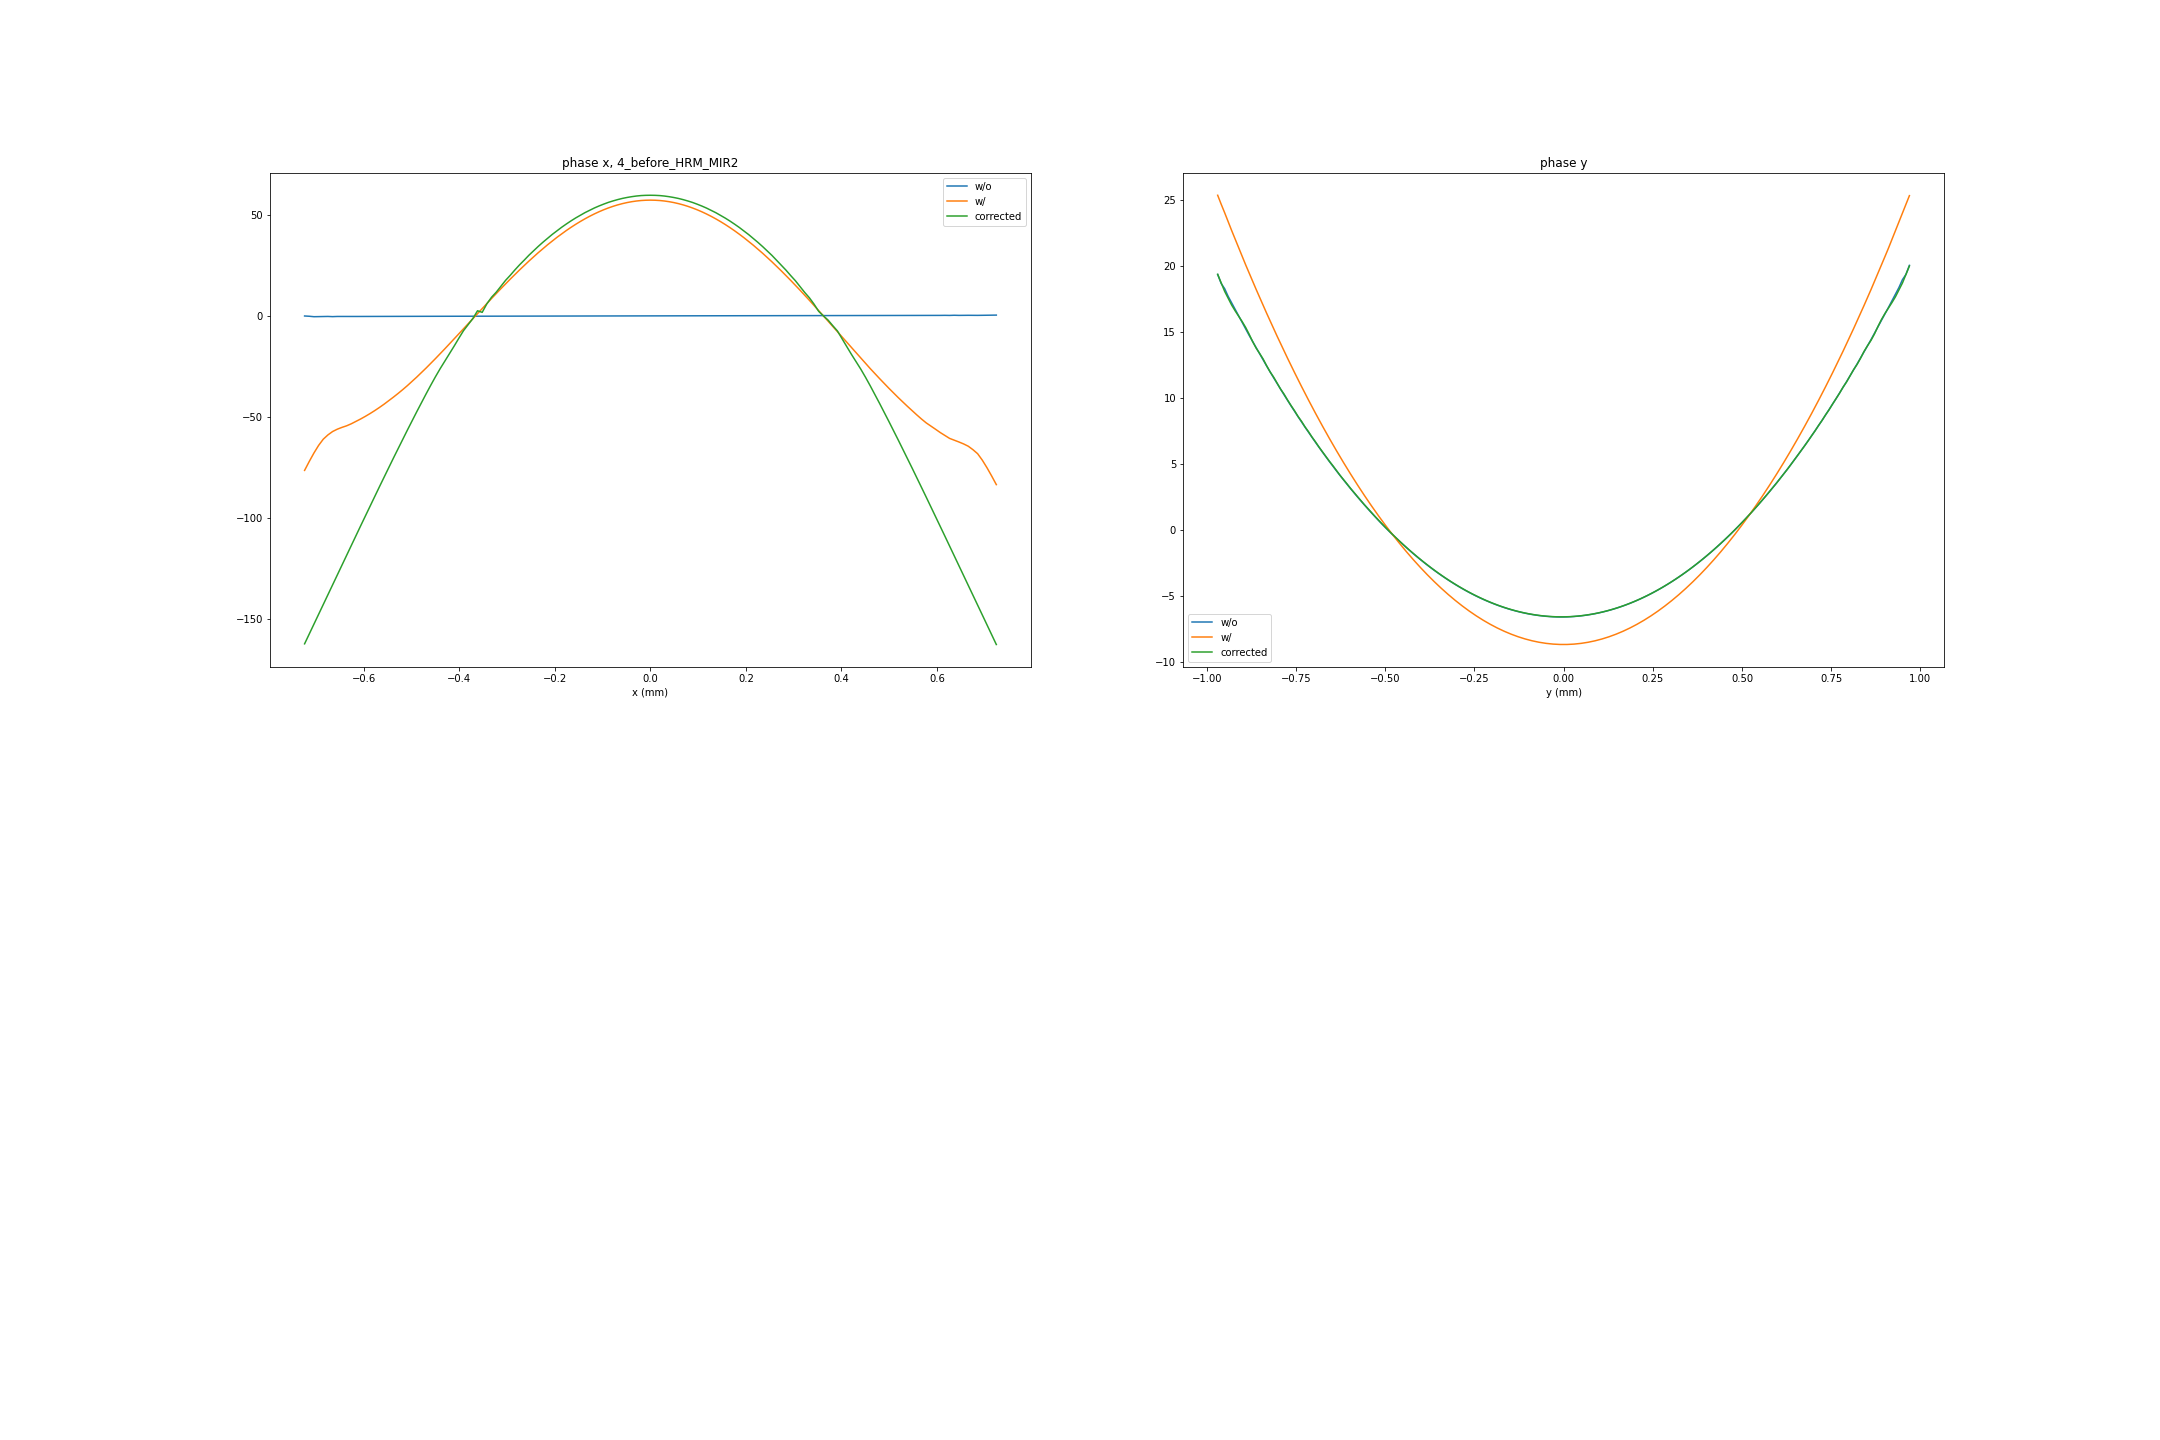 phase x, 4_before_HRM_MIR2
w/o
w/
corrected
50
0
−50
−100
−150
−0.6 −0.4 −0.2 0.0 0.2 0.4 0.6
x (mm)
phase y
25
20
15
10
5
0
−5
−10
w/o
w/
corrected
−1.00 −0.75 −0.50 −0.25 0.00 0.25 0.50 0.75 1.00
y (mm)